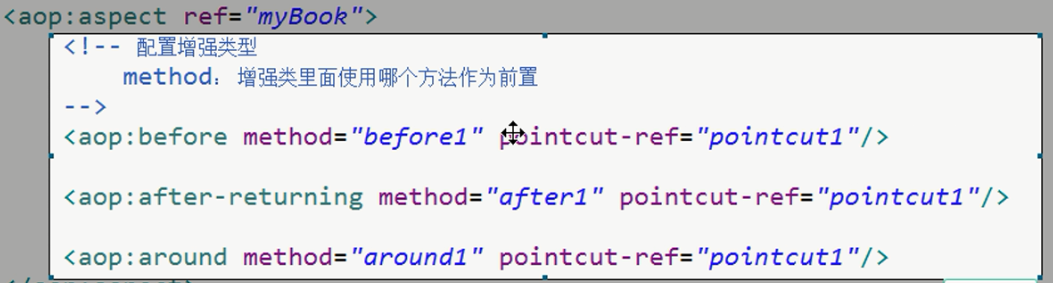 <aop:aspect ref="myBook">
<!-- 配置增强类型
method：增强类里面使用哪个方法作为前置
-->
<aop:before method="before1" pointcut-ref="pointcut1"/>
<aop:after-returning method="after1" pointcut-ref="pointcut1"/>
<aop:around method="around1" pointcut-ref="pointcut1"/>
</aop:aspect>